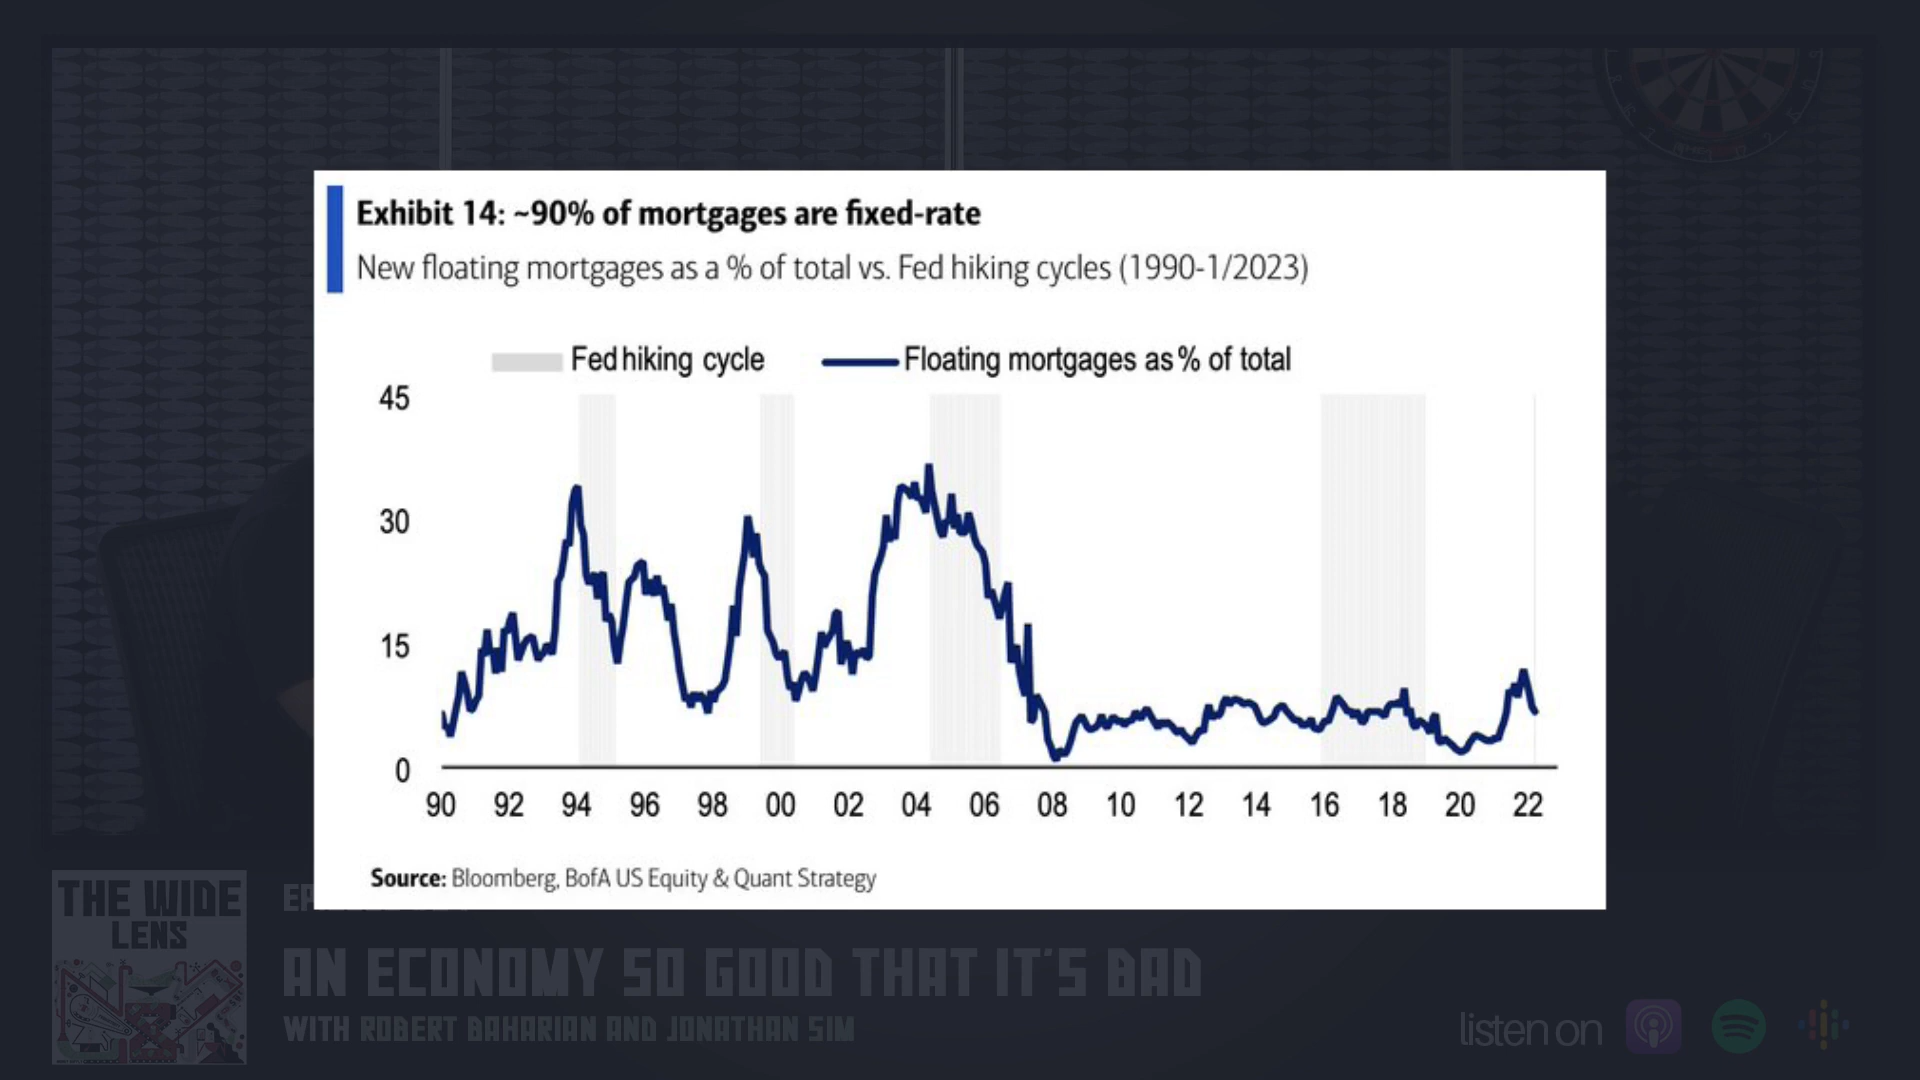 Exhibit 14: ~90% of mortgages are fixed-rate
New floating mortgages as a % of total vs. Fed hiking cycles (1990-1/2023)
Fed hiking cycle
Floating mortgages as % of total
45
30
15
0
90 92 94 96 98 00 02 04 06 08 10 12 14 16 18 20 22
Source: Bloomberg, BofA US Equity & Quant Strategy
THE WIDE
LENS
AN ECONOMY SO GOOD THAT IT'S BAD
WITH ROBERT BAHARIAN AND JONATHAN SIM
listen on